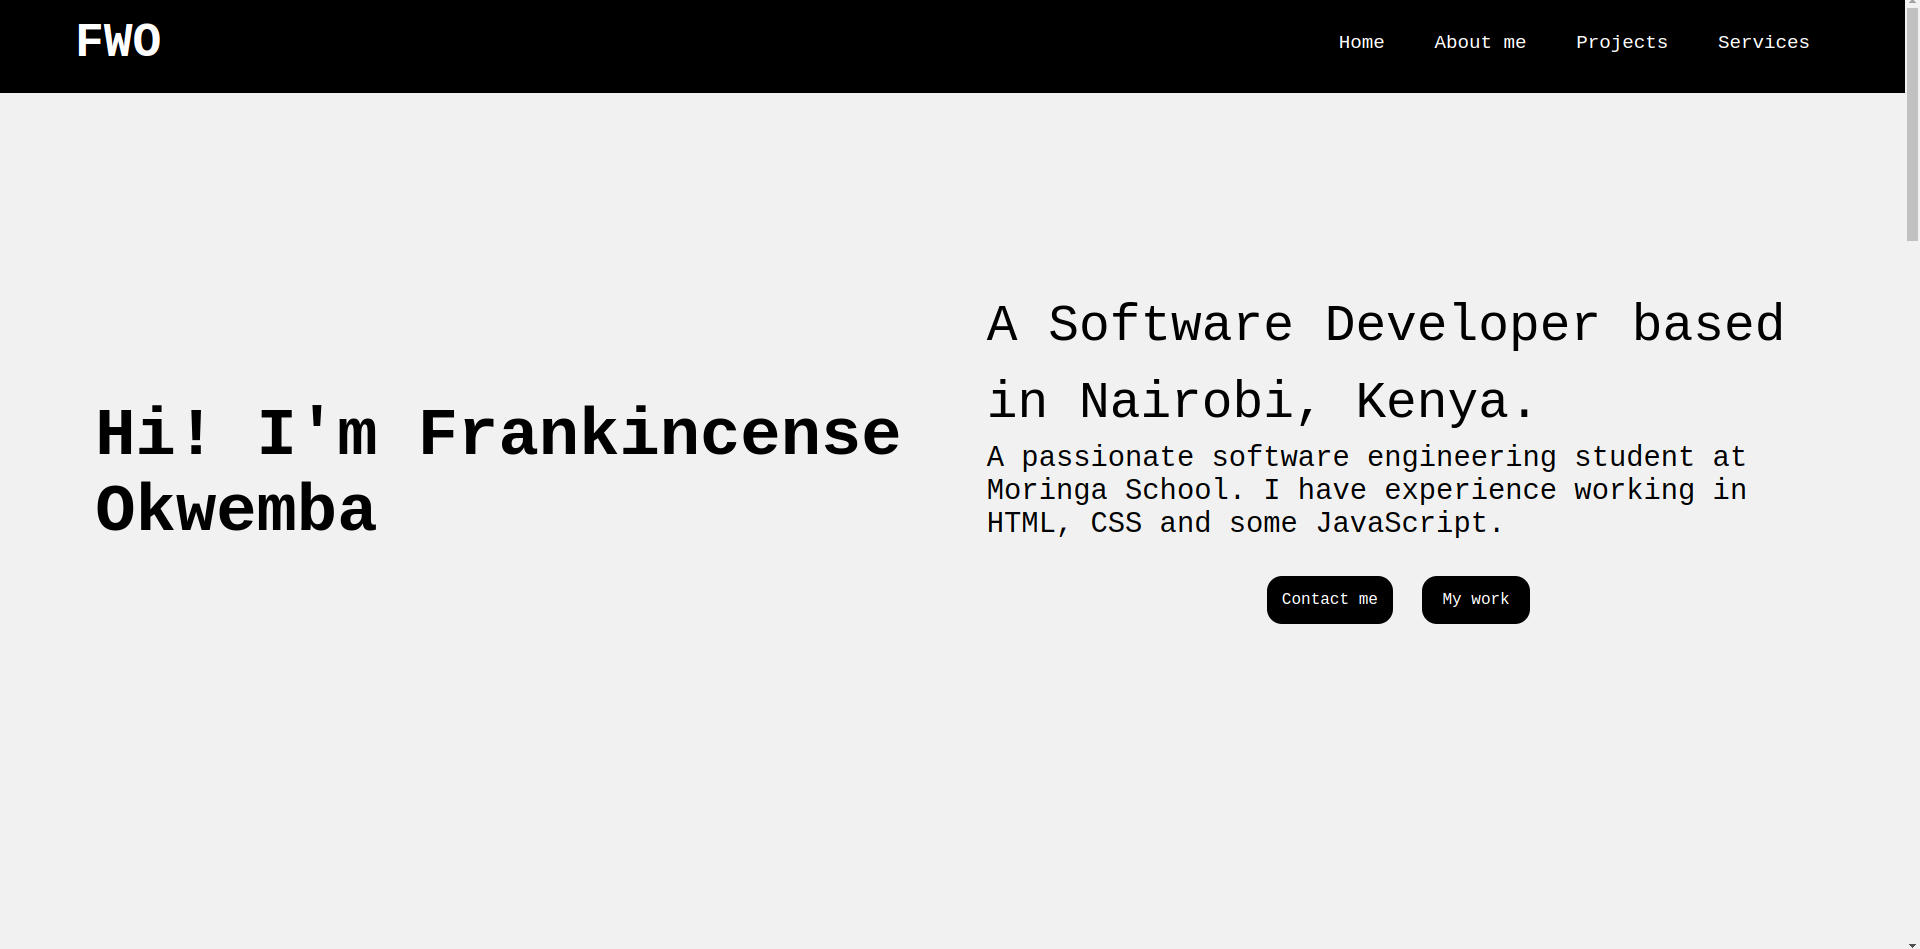 FWO
Home
About me
Projects
Services
Hi! I'm Frankincense
Okwemba
A Software Developer based
in Nairobi, Kenya.
A passionate software engineering student at
Moringa School. I have experience working in
HTML, CSS and some JavaScript.
Contact me
My work